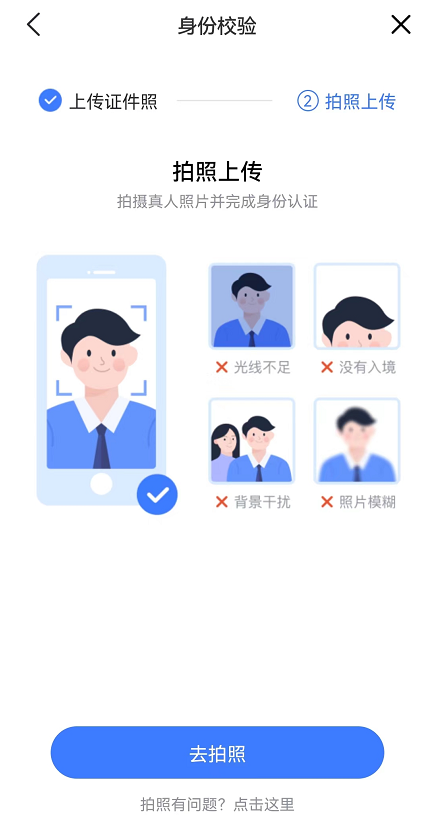 身份校验
上传证件照
② 拍照上传
拍照上传
拍摄真人照片并完成身份认证
光线不足
没有入境
背景干扰
照片模糊
去拍照
拍照有问题？点击这里